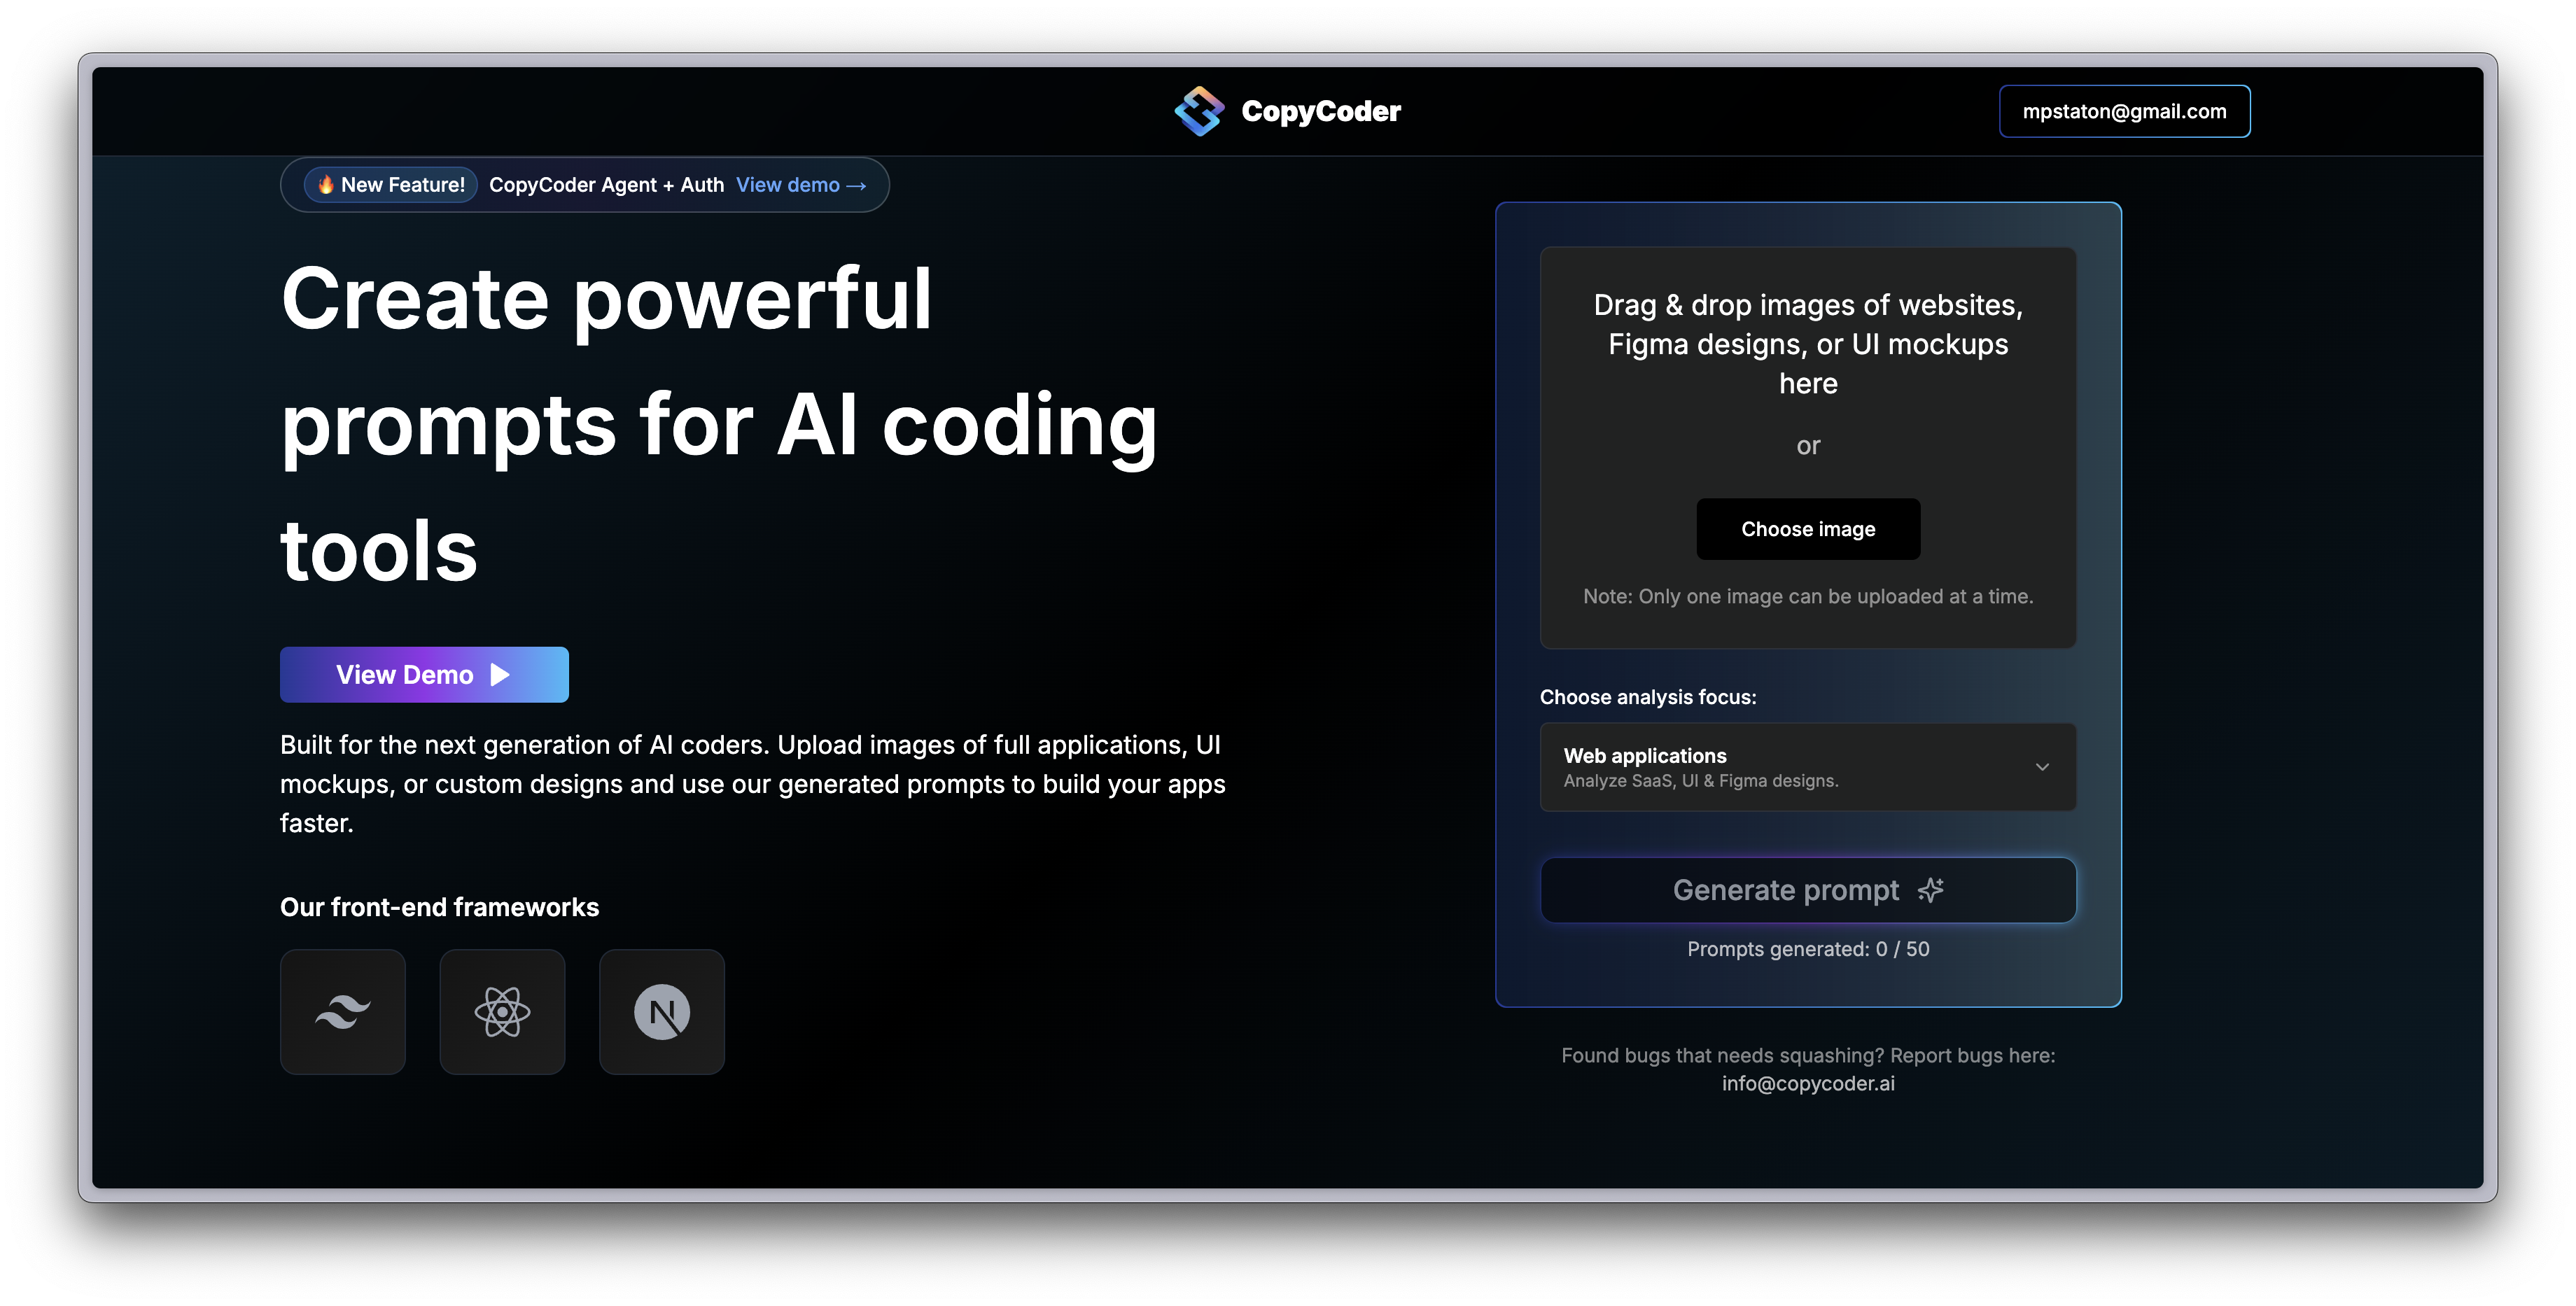 CopyCoder
mpstaton@gmail.com
🔥 New Feature! CopyCoder Agent + Auth View demo →
Create powerful
prompts for AI coding
tools
View Demo
Built for the next generation of AI coders. Upload images of full applications, UI
mockups, or custom designs and use our generated prompts to build your apps
faster.
Our front-end frameworks
N
Drag & drop images of websites,
Figma designs, or UI mockups
here
or
Choose image
Note: Only one image can be uploaded at a time.
Choose analysis focus:
Web applications
Analyze SaaS, UI & Figma designs.
Generate prompt
Prompts generated: 0 / 50
Found bugs that needs squashing? Report bugs here:
info@copycoder.ai